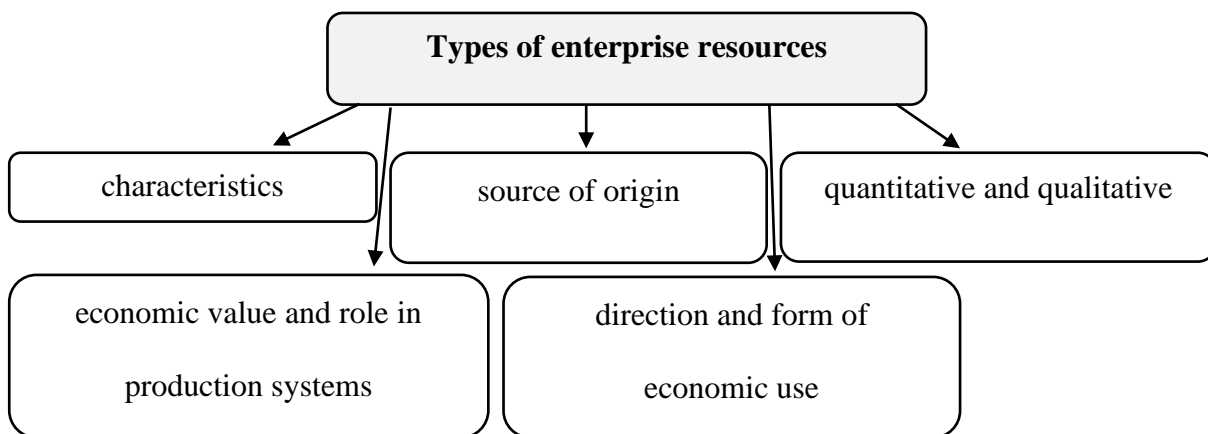 Types of enterprise resources
characteristics
source of origin
quantitative and qualitative
economic value and role in
production systems
direction and form of
economic use